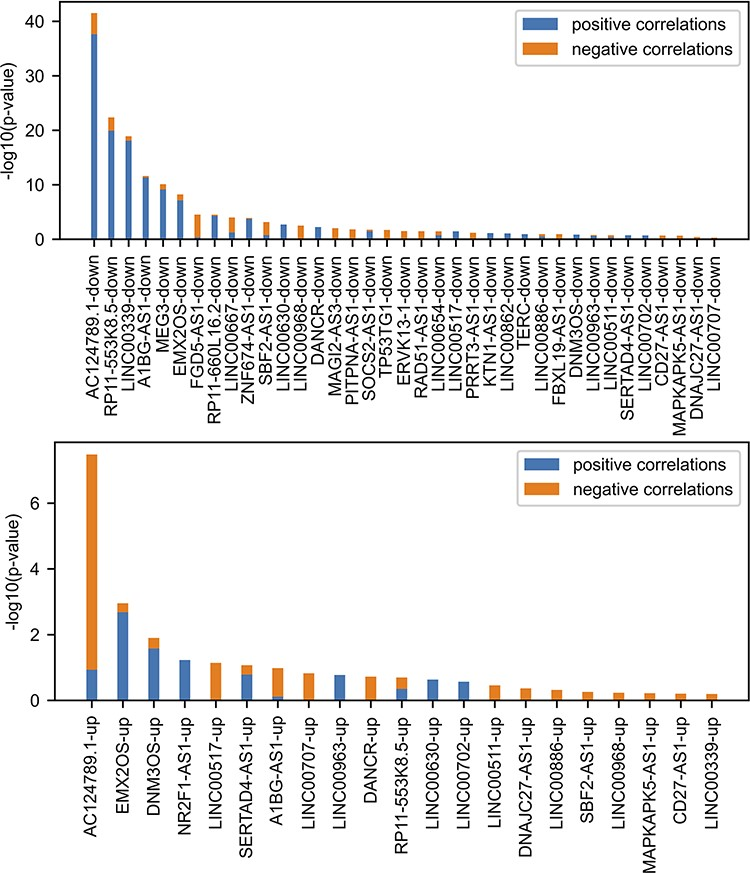 -log10(p-value)
40
30
20
10
0
positive correlations
negative correlations
AC124789.1-down
RP11-553K8.5-down
LINC00339-down
A1BG-AS1-down
MEG3-down
EMX2OS-down
FGD5-AS1-down
RP11-660L16.2-down
LINC00667-down
ZNF674-AS1-down
SBF2-AS1-down
LINC00630-down
LINC00968-down
DANCR-down
MAGI2-AS3-down
PITPNA-AS1-down
SOCS2-AS1-down
TP53TG1-down
ERVK13-1-down
RAD51-AS1-down
LINC00654-down
LINC00517-down
PRRT3-AS1-down
KTN1-AS1-down
LINC00862-down
TERC-down
LINC00886-down
FBXL19-AS1-down
DNM3OS-down
LINC00963-down
LINC00511-down
SERTAD4-AS1-down
LINC00702-down
CD27-AS1-down
MAPKAPK5-AS1-down
DNAJC27-AS1-down
LINC00707-down
-log10(p-value)
6
4
2
0
positive correlations
negative correlations
AC124789.1-up
EMX2OS-up
DNM3OS-up
NR2F1-AS1-up
LINC00517-up
SERTAD4-AS1-up
A1BG-AS1-up
LINC00707-up
LINC00963-up
DANCR-up
RP11-553K8.5-up
LINC00630-up
LINC00702-up
LINC00511-up
DNAJC27-AS1-up
LINC00886-up
SBF2-AS1-up
LINC00968-up
MAPKAPK5-AS1-up
CD27-AS1-up
LINC00339-up